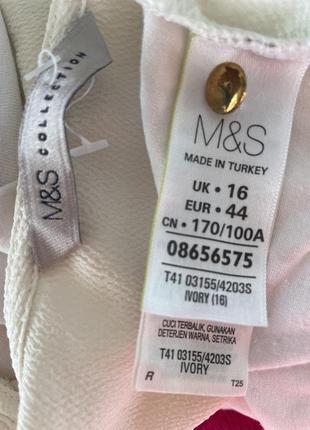 M&S COLLECTION
M&S
MADE IN TURKEY
UK • 16
EUR • 44
CN • 170/100A
08656575
T41 03155/4203S
IVORY (16)
CUCI TERBALIK, GUNAKAN
DETERJEN WARNA, SETRIKA
T41 03155/4203S
IVORY
R T25